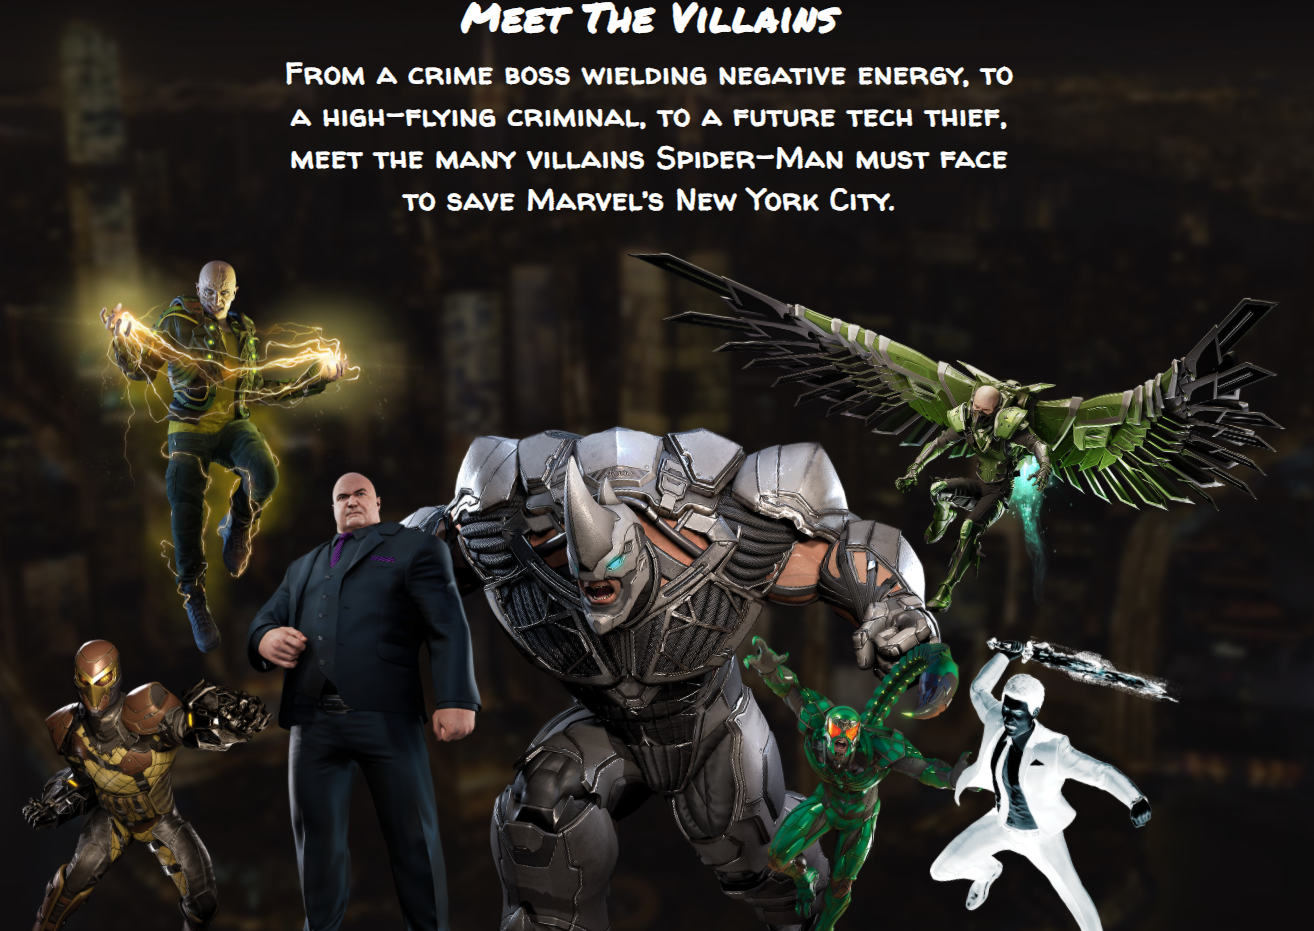 Meet The Villains
From a crime boss wielding negative energy, to
a high-flying criminal, to a future tech thief,
meet the many villains Spider-Man must face
to save Marvel's New York City.